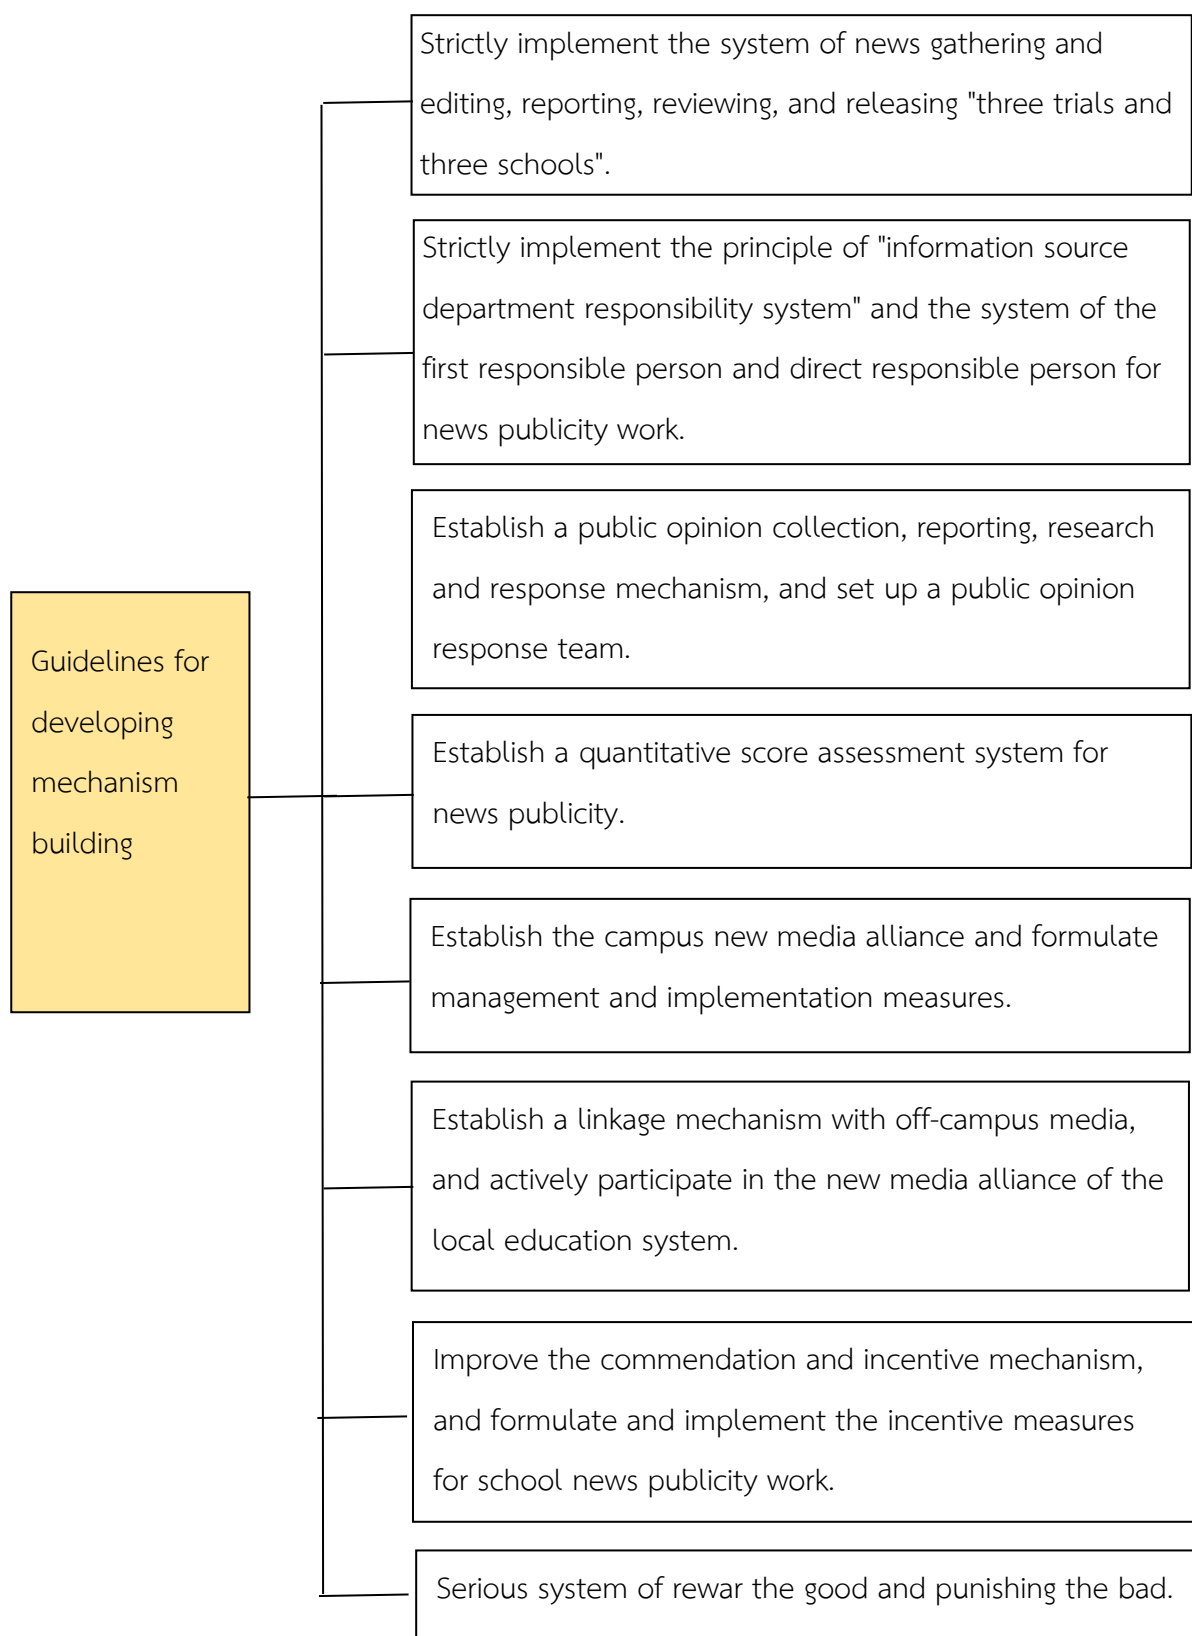 Strictly implement the system of news gathering and
editing, reporting, reviewing, and releasing "three trials and
three schools".
Strictly implement the principle of "information source
department responsibility system" and the system of the
first responsible person and direct responsible person for
news publicity work.
Establish a public opinion collection, reporting, research
and response mechanism, and set up a public opinion
response team.
Guidelines for
developing
mechanism
building
Establish a quantitative score assessment system for
news publicity.
Establish the campus new media alliance and formulate
management and implementation measures.
Establish a linkage mechanism with off-campus media,
and actively participate in the new media alliance of the
local education system.
Improve the commendation and incentive mechanism,
and formulate and implement the incentive measures
for school news publicity work.
Serious system of rewar the good and punishing the bad.